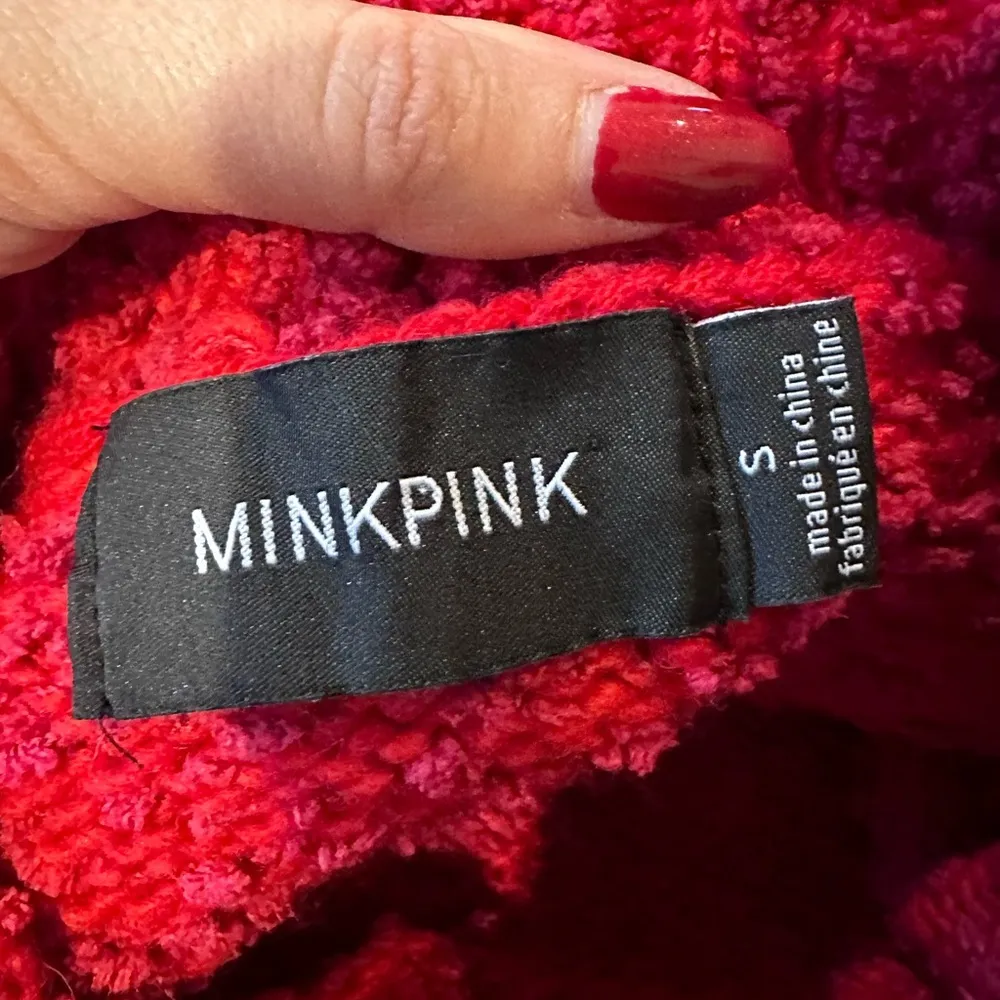 MINKPINK
S
made in china
fabriqué en chine